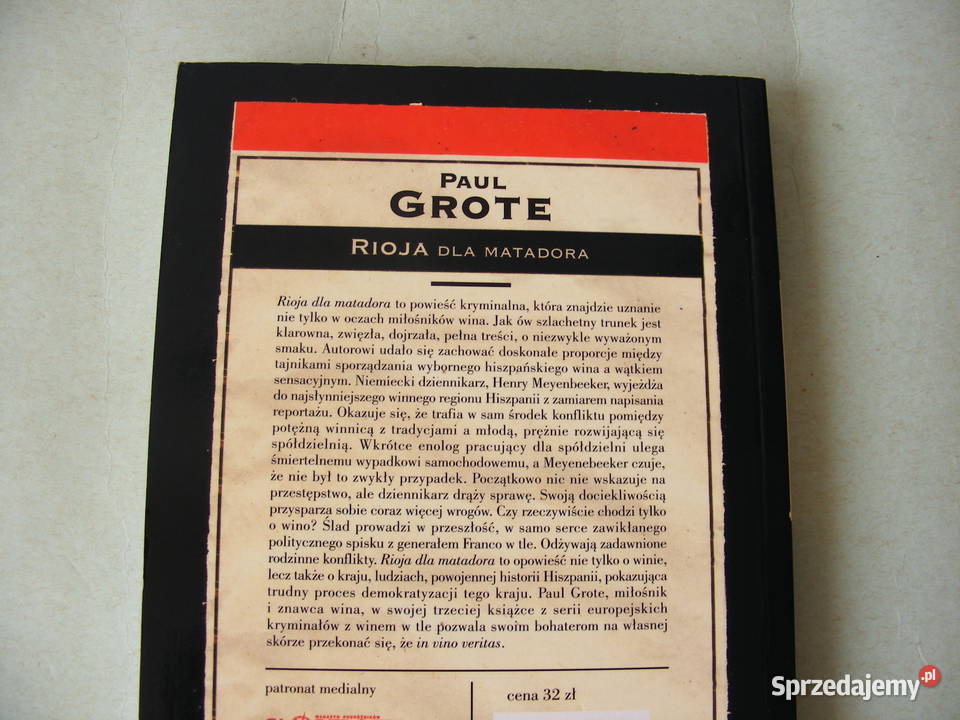 PAUL
GROTE
RIOJA DLA MATADORA
Rioja dla matadora to powieść kryminalna, która znajdzie uznanie
nie tylko w oczach miłośników wina. Jak ów szlachetny trunek jest
klarowna, zwięzła, dojrzała, pełna treści, o niezwykle wyważonym
smaku. Autorowi udało się zachować doskonałe proporcje między
tajnikami sporządzania wybornego hiszpańskiego wina a wątkiem
sensacyjnym. Niemiecki dziennikarz, Henry Meyenbeeker, wyjeżdża
do najsłynniejszego winnego regionu Hiszpanii z zamiarem napisania
reportażu. Okazuje się, że trafia w sam środek konfliktu pomiędzy
potężną winnicą z tradycjami a młodą, prężnie rozwijającą się
spółdzielnią. Wkrótce enolog pracujący dla spółdzielni ulega
śmiertelnemu wypadkowi samochodowemu, a Meyenebeeker czuje,
że nie był to zwykły przypadek. Początkowo nic nie wskazuje na
przestępstwo, ale dziennikarz drąży sprawę. Swoją dociekliwością
przysparza sobie coraz więcej wrogów. Czy rzeczywiście chodzi tylko
o wino? Ślad prowadzi w przeszłość, w samo serce zawikłanego
politycznego spisku z generałem Franco w tle. Odżywają zadawnione
rodzinne konflikty. Rioja dla matadora to opowieść nie tylko o winie,
lecz także o kraju, ludziach, powojennej historii Hiszpanii, pokazująca
trudny proces demokratyzacji tego kraju. Paul Grote, miłośnik
i znawca wina, w swojej trzeciej książce z serii europejskich
kryminałów z winem w tle pozwala swoim bohaterom na własnej
skórze przekonać się, że in vino veritas.
patronat medialny
cena 32 zł
MAGAZYN PODRÓŻNIKÓW
Sprzedajemy.pl